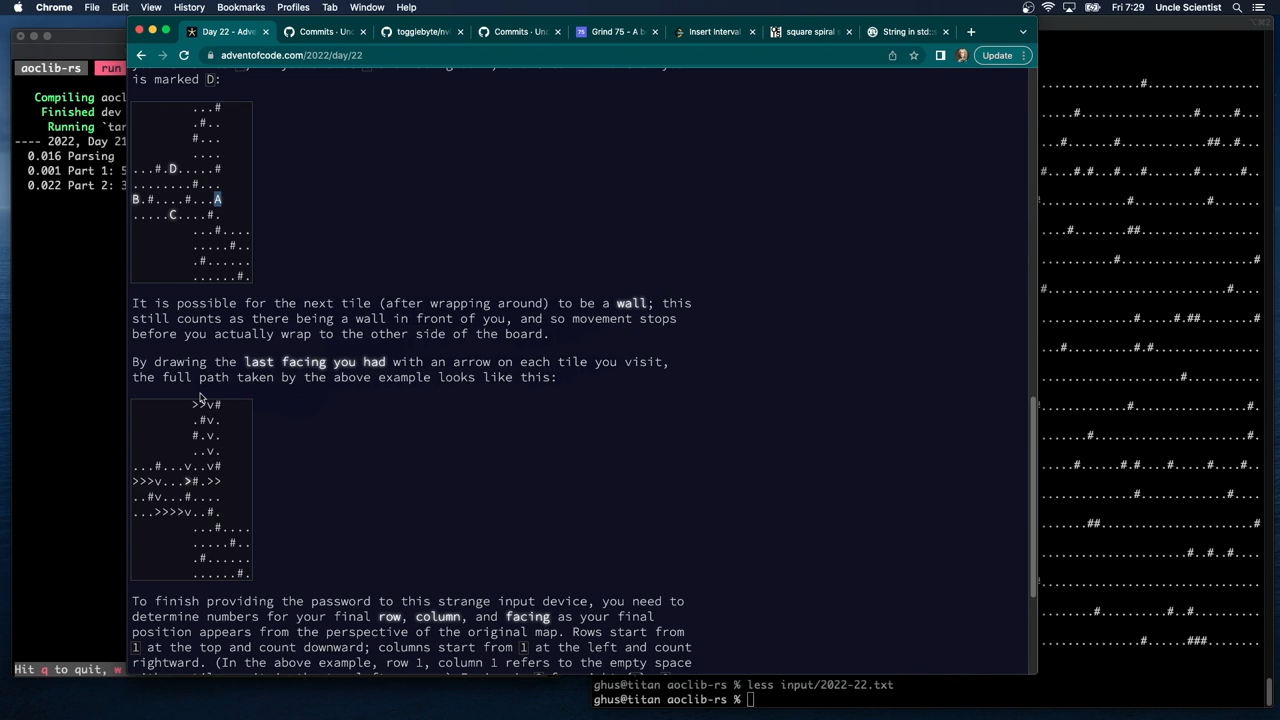 Chrome File Edit View History Bookmarks Profiles Tab Window Help Fri 7:29 Uncle Scientist
Day 22 - Adve Commits · Unc togglebyte/nvi Commits · Unc Grind 75 - A b Insert Interval square spiral String in std::s
adventofcode.com/2022/day/22 Update
is marked D:
...#
.#..
#...
....
...#.D.....#
........#...
B.#....#...A
.....C....#.
...#....
.....#..
.#......
......#.
It is possible for the next tile (after wrapping around) to be a wall; this
still counts as there being a wall in front of you, and so movement stops
before you actually wrap to the other side of the board.
By drawing the last facing you had with an arrow on each tile you visit,
the full path taken by the above example looks like this:
>>v#
.#v.
#.v.
..v.
...#...v..v#
>>>v...>#.>>
..#v...#....
...>>>>v..#.
...#....
.....#..
.#......
......#.
To finish providing the password to this strange input device, you need to
determine numbers for your final row, column, and facing as your final
position appears from the perspective of the original map. Rows start from
1 at the top and count downward; columns start from 1 at the left and count
rightward. (In the above example, row 1, column 1 refers to the empty space
aoclib-rs run
Compiling aocl
Finished dev
Running `tar
---- 2022, Day 21
0.016 Parsing
0.001 Part 1: 5
0.022 Part 2: 3
Hit q to quit, w
ghus@titan aoclib-rs % less input/2022-22.txt
ghus@titan aoclib-rs %